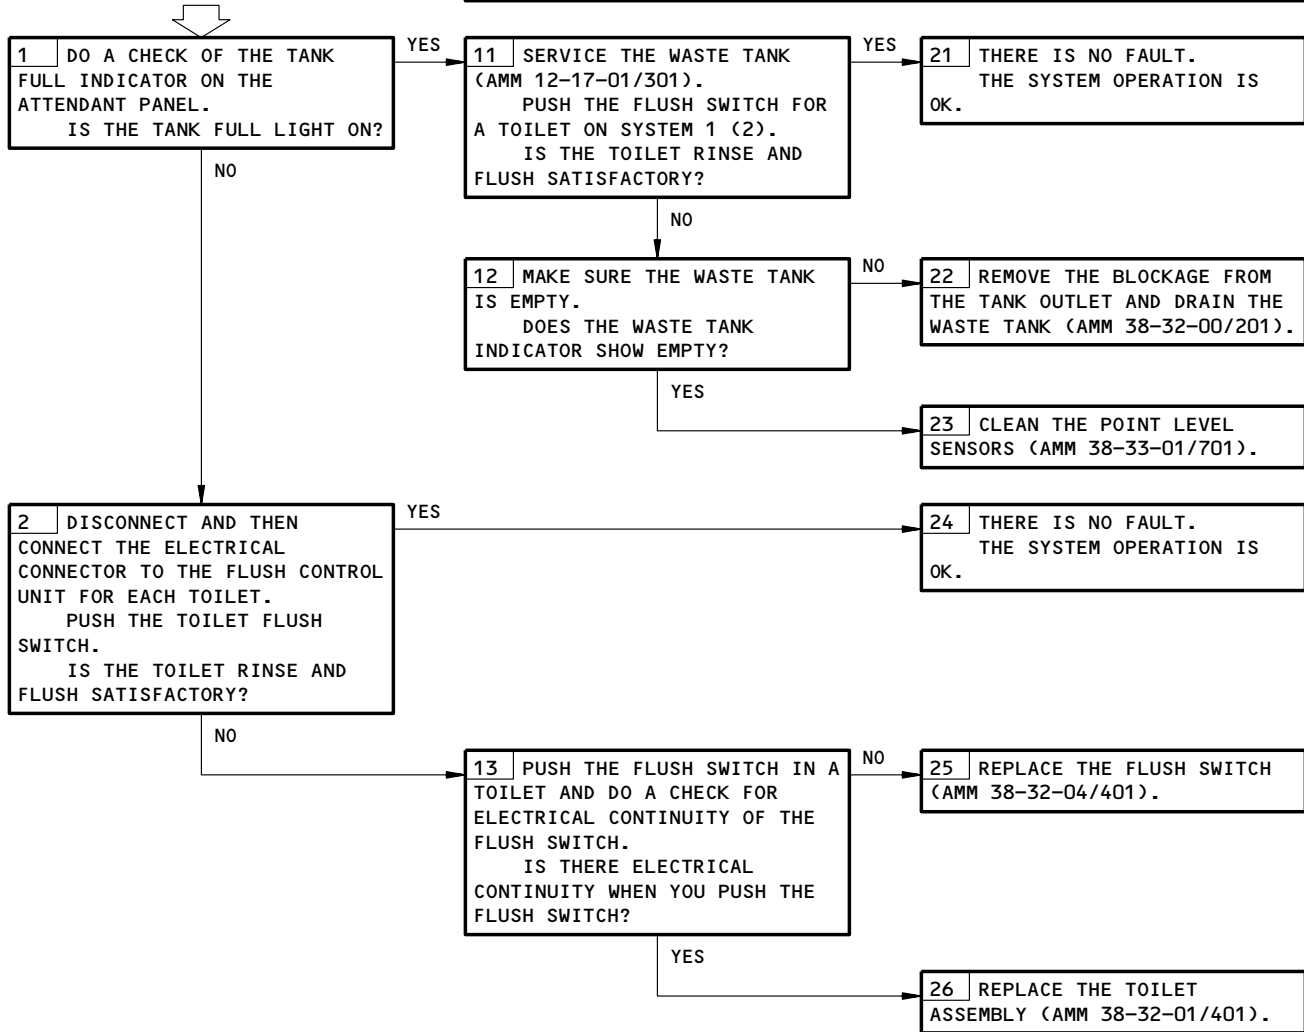 1 DO A CHECK OF THE TANK
FULL INDICATOR ON THE
ATTENDANT PANEL.
IS THE TANK FULL LIGHT ON?
YES
NO
11 SERVICE THE WASTE TANK
(AMM 12-17-01/301).
PUSH THE FLUSH SWITCH FOR
A TOILET ON SYSTEM 1 (2).
IS THE TOILET RINSE AND
FLUSH SATISFACTORY?
YES
NO
21 THERE IS NO FAULT.
THE SYSTEM OPERATION IS
OK.
12 MAKE SURE THE WASTE TANK
IS EMPTY.
DOES THE WASTE TANK
INDICATOR SHOW EMPTY?
NO
YES
22 REMOVE THE BLOCKAGE FROM
THE TANK OUTLET AND DRAIN THE
WASTE TANK (AMM 38-32-00/201).
23 CLEAN THE POINT LEVEL
SENSORS (AMM 38-33-01/701).
2 DISCONNECT AND THEN
CONNECT THE ELECTRICAL
CONNECTOR TO THE FLUSH CONTROL
UNIT FOR EACH TOILET.
PUSH THE TOILET FLUSH
SWITCH.
IS THE TOILET RINSE AND
FLUSH SATISFACTORY?
YES
NO
24 THERE IS NO FAULT.
THE SYSTEM OPERATION IS
OK.
13 PUSH THE FLUSH SWITCH IN A
TOILET AND DO A CHECK FOR
ELECTRICAL CONTINUITY OF THE
FLUSH SWITCH.
IS THERE ELECTRICAL
CONTINUITY WHEN YOU PUSH THE
FLUSH SWITCH?
NO
YES
25 REPLACE THE FLUSH SWITCH
(AMM 38-32-04/401).
26 REPLACE THE TOILET
ASSEMBLY (AMM 38-32-01/401).